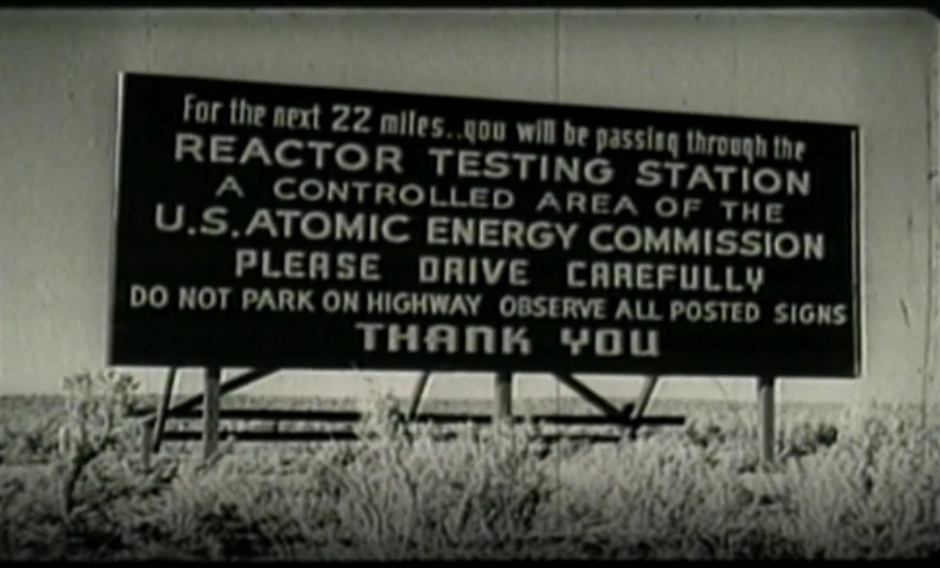 For the next 22 miles..you will be passing through the
REACTOR TESTING STATION
A CONTROLLED AREA OF THE
U.S. ATOMIC ENERGY COMMISSION
PLEASE DRIVE CAREFULLY
DO NOT PARK ON HIGHWAY OBSERVE ALL POSTED SIGNS
THANK YOU